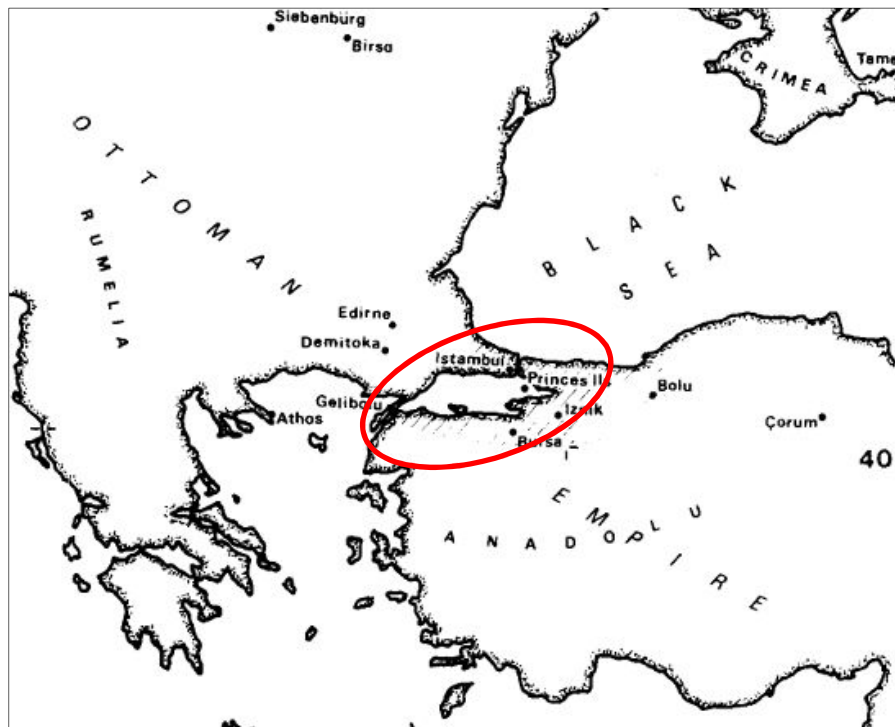 Siebenbürg
Birsa
CRIMEA
Tame
OTTOMAN
RUMELIA
BLACK
SEA
Edirne
Demitoka
Istambul
Princes Il
Gelibolu
Athos
Iznik
Bolu
Çorum
Bursa
40
EMPIRE
ANADOLU